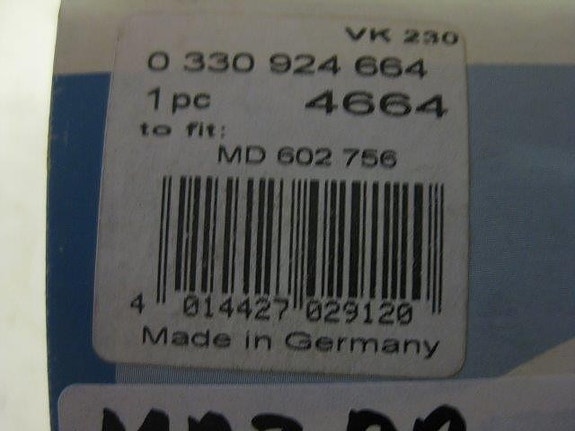 VK 230
0 330 924 664
1 pc 4664
to fit:
MD 602 756
4 014427 029120
Made in Germany